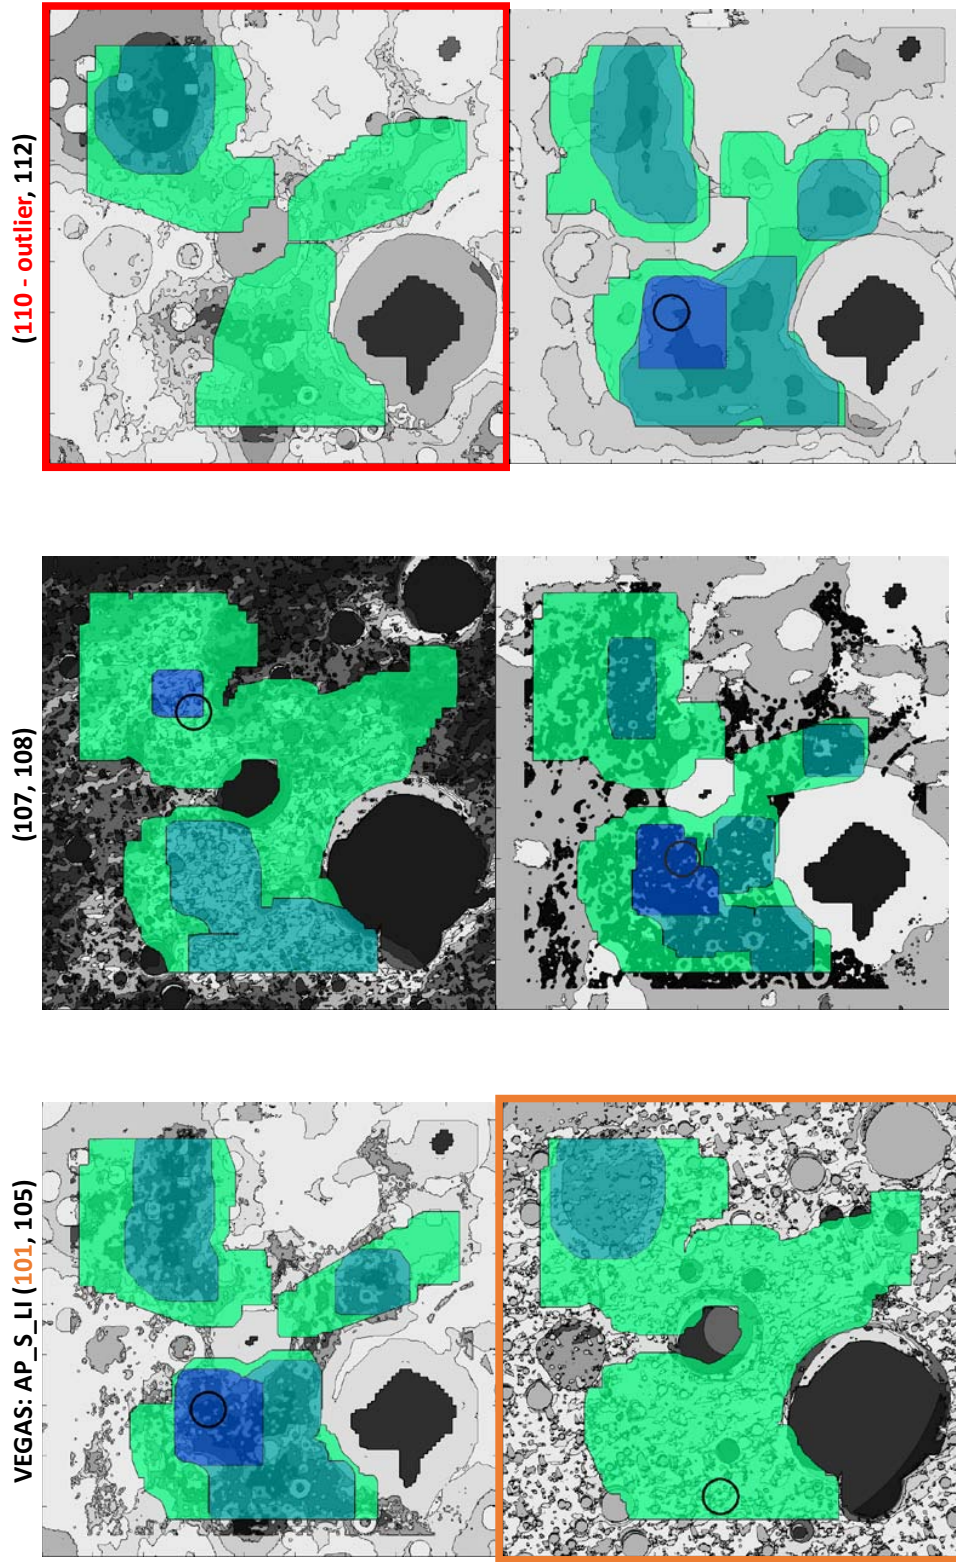 (110 - outlier, 112)
(107, 108)
VEGAS: AP_S_LI (101, 105)